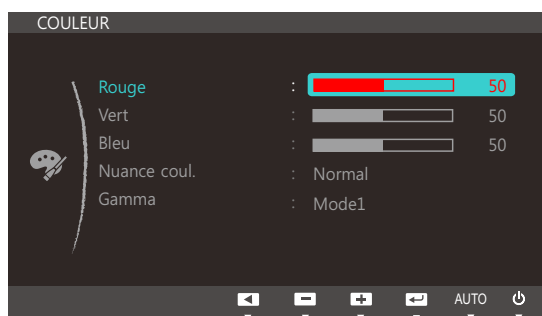 COULEUR
Rouge : 50
Vert : 50
Bleu : 50
Nuance coul. : Normal
Gamma : Mode1
AUTO